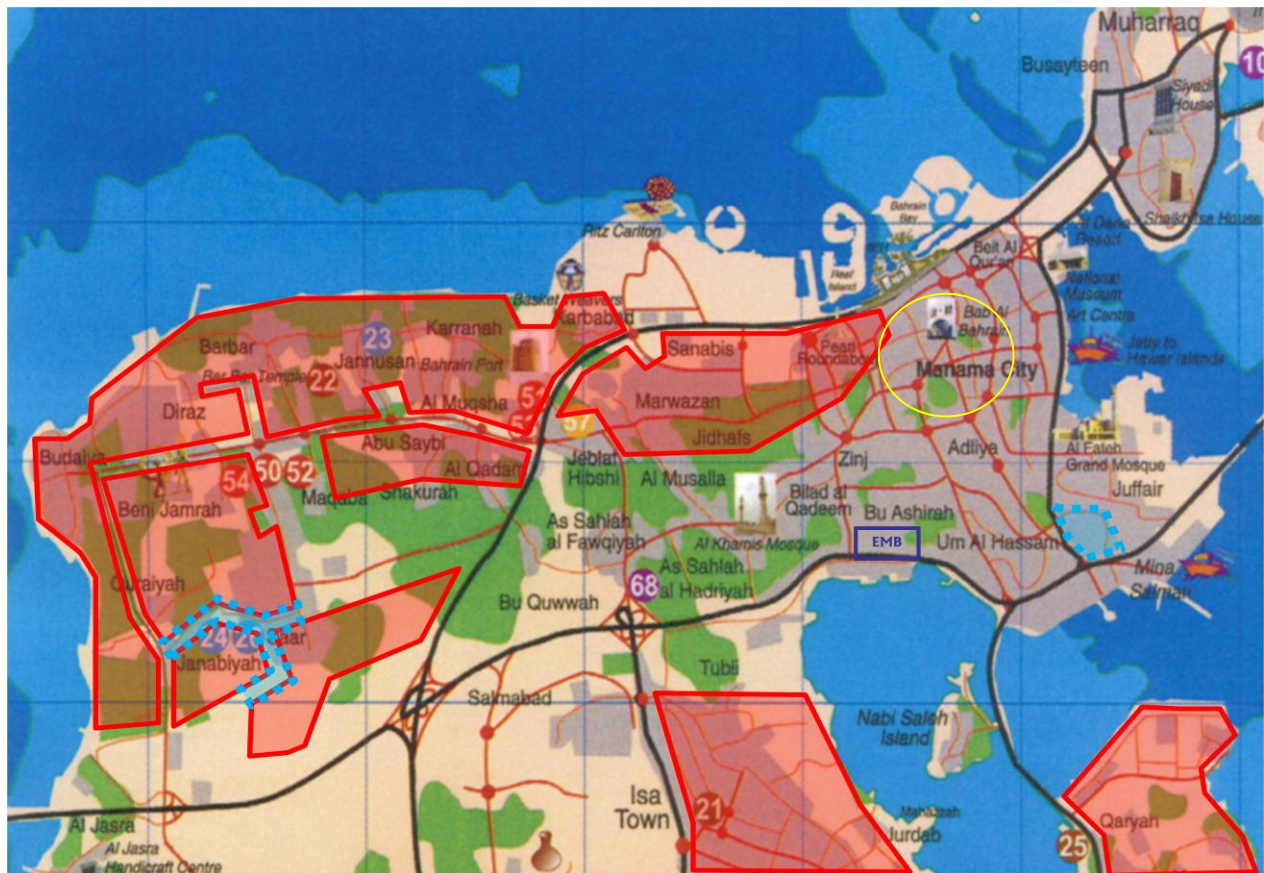 Muharraq
Busayteen
10
Siyadi
House
Shaikh Isa House
Bahrain
Bay
Al Dana
Resort
Ritz Carlton
Beit Al
Qur'an
Reef
Island
National
Museum
Art Centre
Basket Weavers
Karbabad
Karranah
23
Barbar
Jannusan
Bahrain Fort
Bab Al
Bahrain
Sanabis
Pearl
Roundabout
Jetty to
Hawar Islands
Manama City
Bar Bar Temple
22
Diraz
Al Muqsha
51
53
57
Marwazan
Jidhafs
Abu Saybi
Al Qadam
Adliya
Al Fateh
Grand Mosque
Juffair
Budaiya
54
50
52
Maqaba
Shakurah
Jeblat
Hibshi
Al Musalla
Zinj
Bilad al
Qadeem
Beni Jamrah
As Sahlah
al Fawqiyah
Al Khamis Mosque
Bu Ashirah
EMB
Um Al Hassam
Mina
Salman
Quraiyah
Bu Quwwah
68
As Sahlah
al Hadriyah
24
Saar
Janabiyah
Tubli
Salmabad
Nabi Saleh
Island
Isa
Town
21
Jurdab
Qaryah
25
Al Jasra
Al Jasra
Handicraft Centre